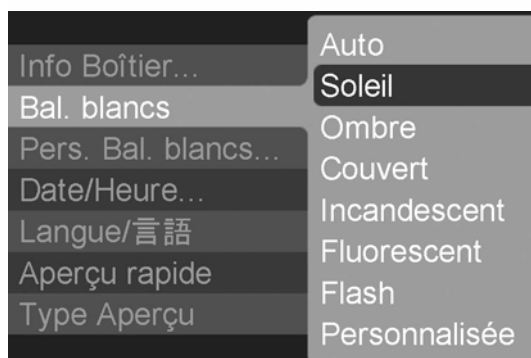 Info Boîtier...
Bal. blancs
Pers. Bal. blancs...
Date/Heure...
Langue/言語
Aperçu rapide
Type Aperçu
Auto
Soleil
Ombre
Couvert
Incandescent
Fluorescent
Flash
Personnalisée